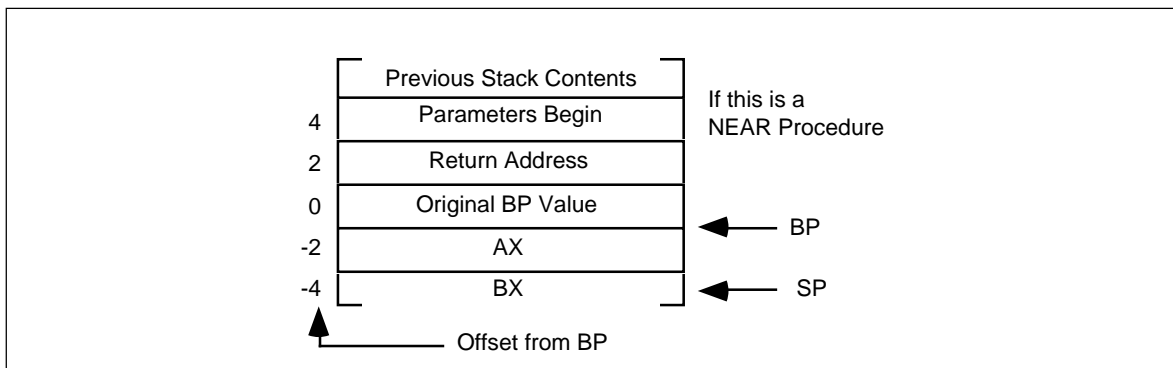 Previous Stack Contents
If this is a
4 Parameters Begin
NEAR Procedure
2 Return Address
0 Original BP Value
BP
-2 AX
-4 BX
SP
Offset from BP